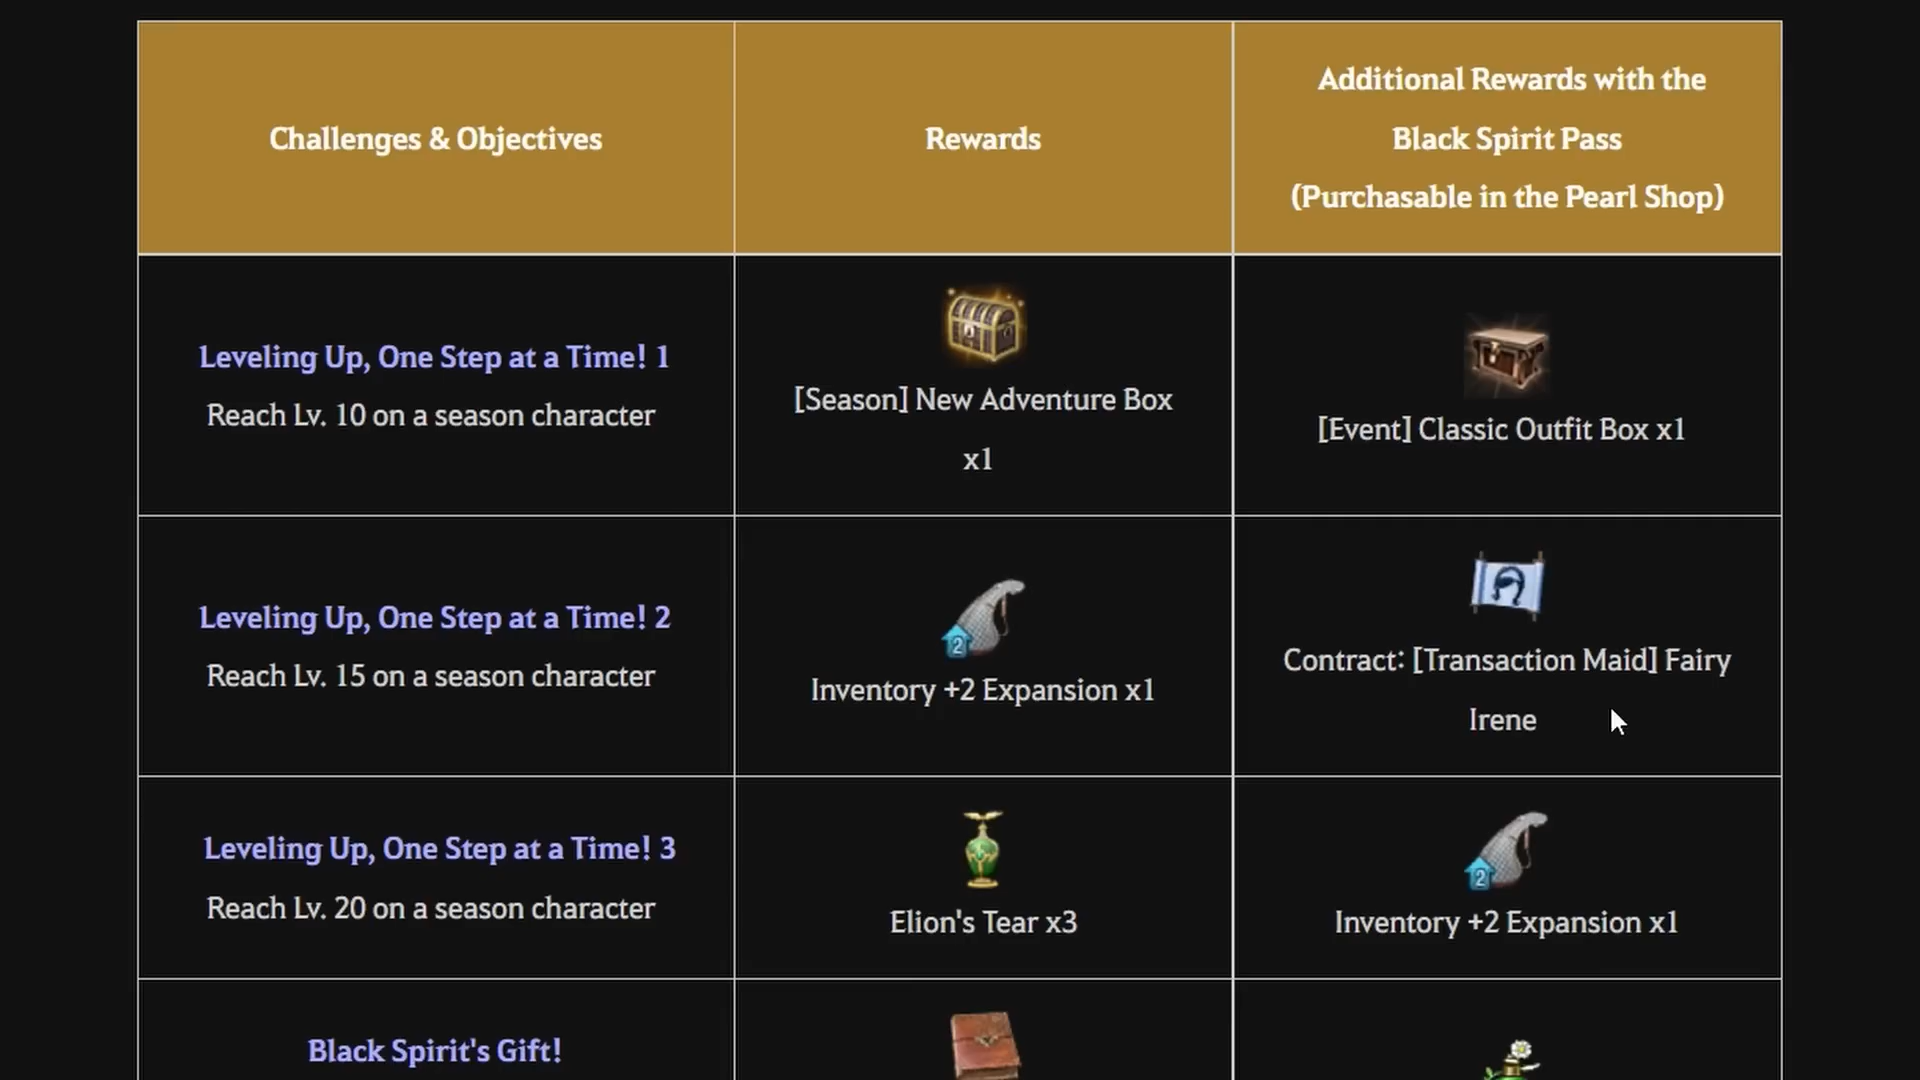 Challenges & Objectives
Rewards
Additional Rewards with the
Black Spirit Pass
(Purchasable in the Pearl Shop)
Leveling Up, One Step at a Time! 1
Reach Lv. 10 on a season character
[Season] New Adventure Box
x1
[Event] Classic Outfit Box x1
Leveling Up, One Step at a Time! 2
Reach Lv. 15 on a season character
2
Inventory +2 Expansion x1
Contract: [Transaction Maid] Fairy
Irene
Leveling Up, One Step at a Time! 3
Reach Lv. 20 on a season character
Elion's Tear x3
2
Inventory +2 Expansion x1
Black Spirit's Gift!